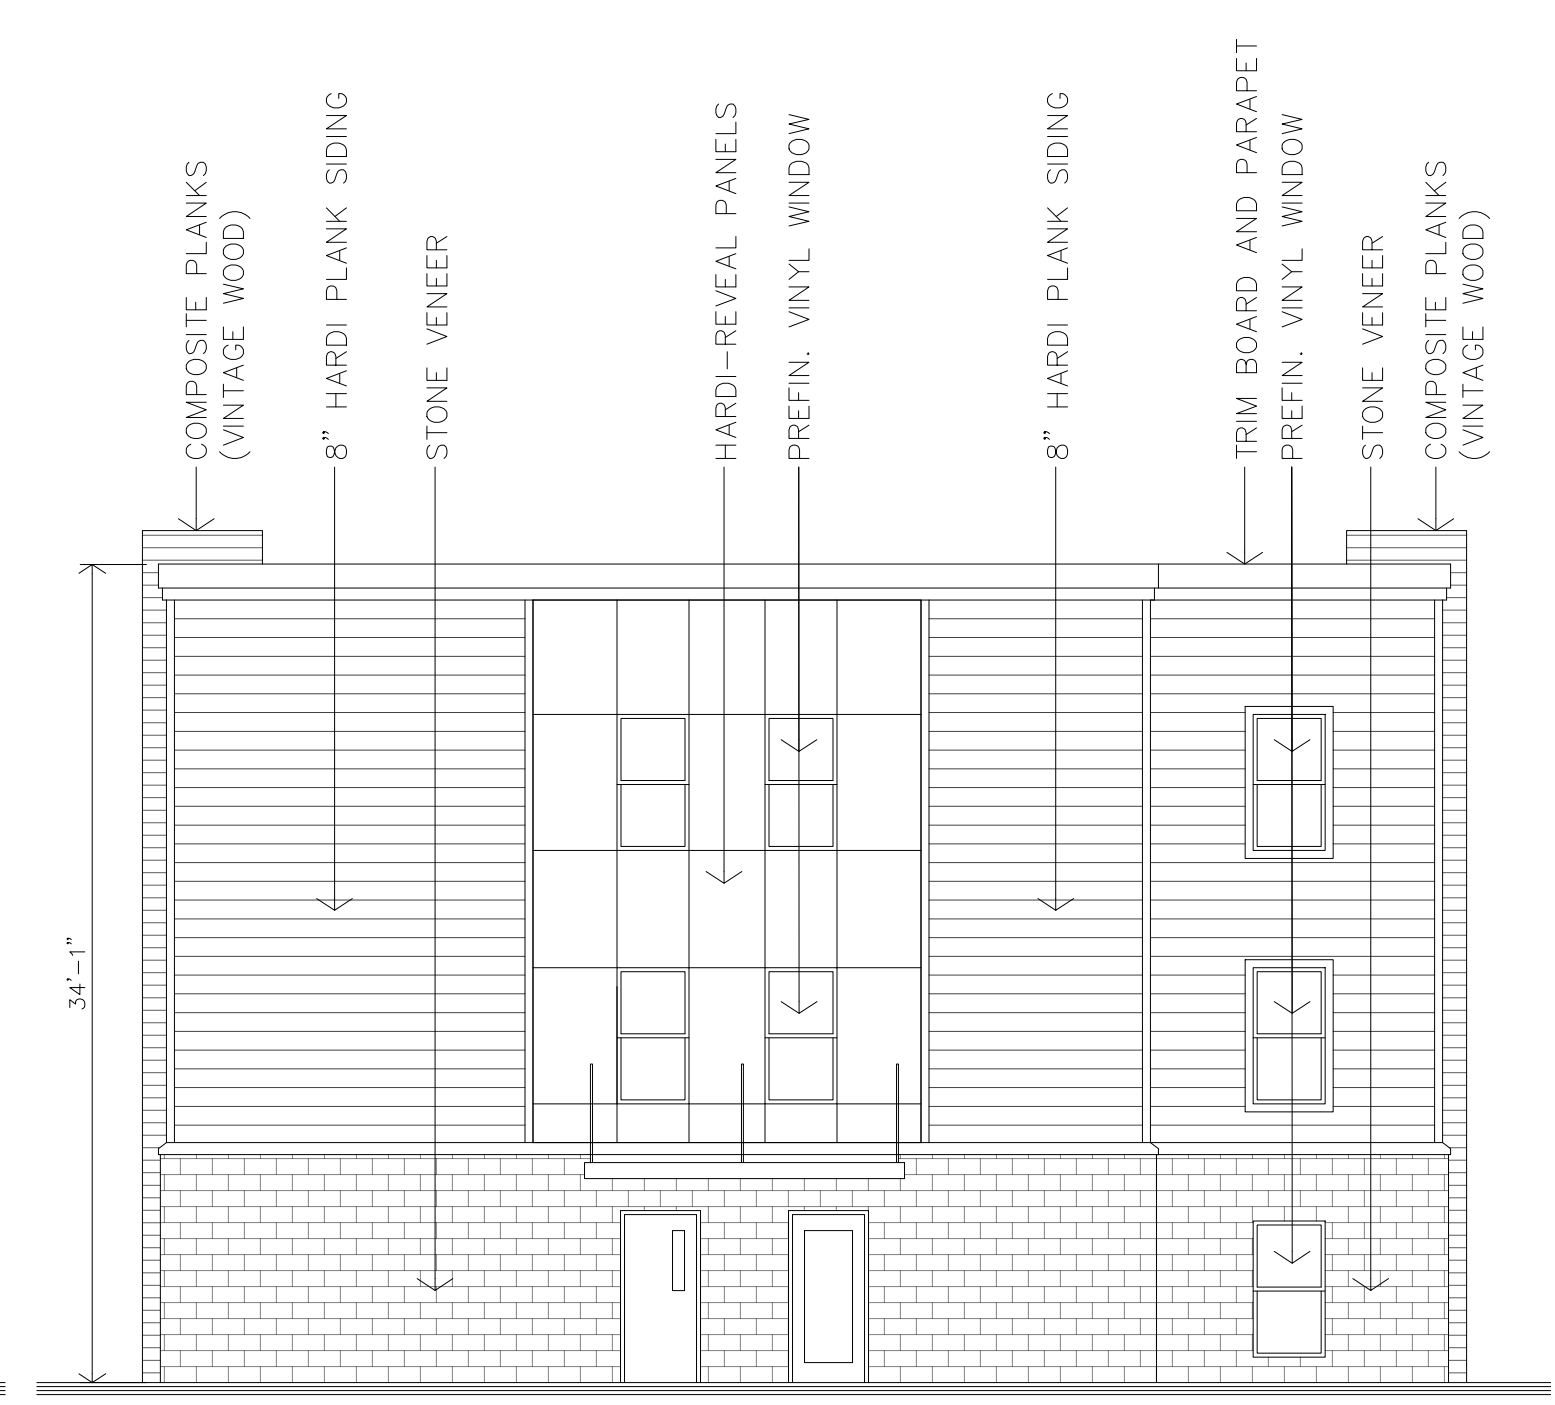 COMPOSITE PLANKS
(VINTAGE WOOD)
8” HARDI PLANK SIDING
STONE VENEER
HARDI-REVEAL PANELS
PREFIN. VINYL WINDOW
8” HARDI PLANK SIDING
TRIM BOARD AND PARAPET
PREFIN. VINYL WINDOW
STONE VENEER
COMPOSITE PLANKS
(VINTAGE WOOD)
34’-1”